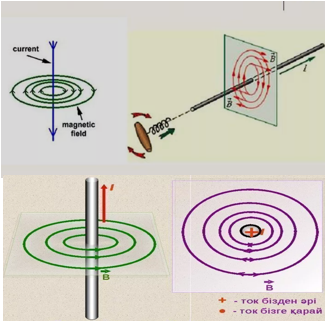 current
magnetic
field
B
B
I
I
B
B
+ - ток бізден әрі
• - ток бізге қарай